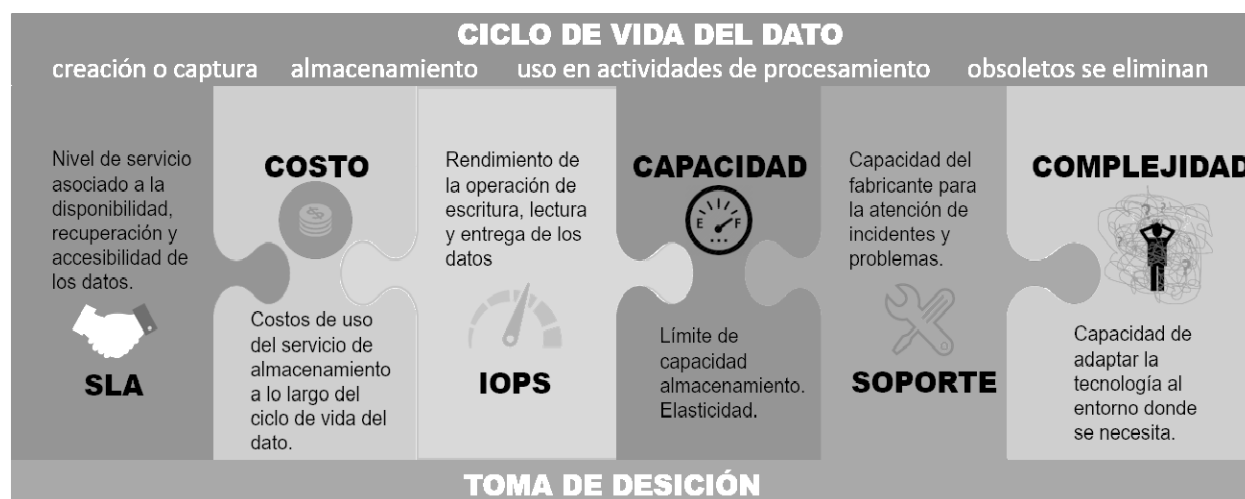 CICLO DE VIDA DEL DATO
creación o captura almacenamiento uso en actividades de procesamiento obsoletos se eliminan
Nivel de servicio
asociado a la
disponibilidad,
recuperación y
accesibilidad de
los datos.
SLA
COSTO
Costos de uso
del servicio de
almacenamiento
a lo largo del
ciclo de vida del
dato.
Rendimiento de
la operación de
escritura, lectura
y entrega de los
datos
IOPS
CAPACIDAD
E F
Límite de
capacidad
almacenamiento.
Elasticidad.
Capacidad del
fabricante para
la atención de
incidentes y
problemas.
SOPORTE
COMPLEJIDAD
Capacidad de
adaptar la
tecnología al
entorno donde
se necesita.
TOMA DE DESICIÓN